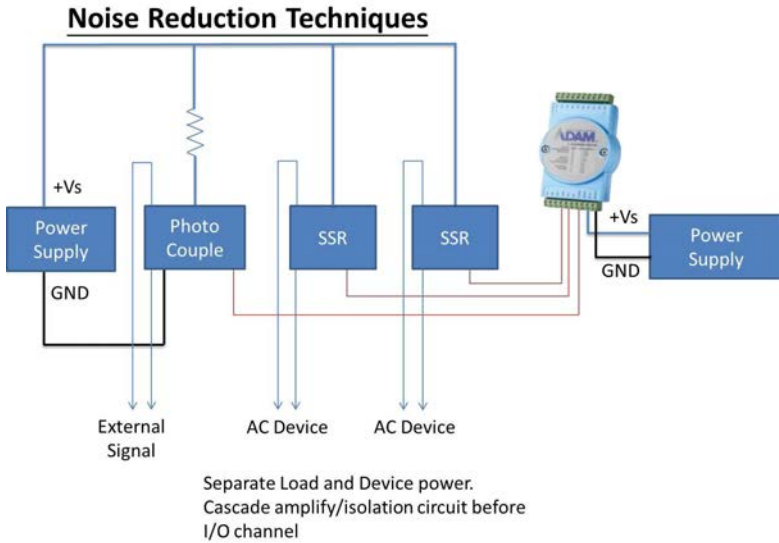 Noise Reduction Techniques
ADAM
+Vs
Power
Supply
Photo
Couple
SSR
SSR
+Vs
Power
Supply
GND
GND
External
Signal
AC Device
AC Device
Separate Load and Device power.
Cascade amplify/isolation circuit before
I/O channel